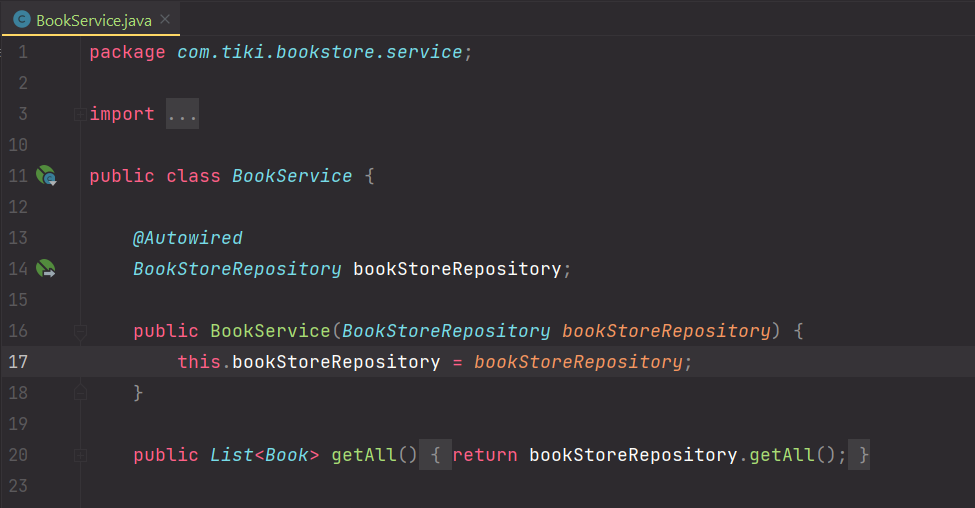 BookService.java
1 package com.tiki.bookstore.service;
2
3 import ...
10
11 public class BookService {
12
13 @Autowired
14 BookStoreRepository bookStoreRepository;
15
16 public BookService(BookStoreRepository bookStoreRepository) {
17 this.bookStoreRepository = bookStoreRepository;
18 }
19
20 public List<Book> getAll() { return bookStoreRepository.getAll(); }
23